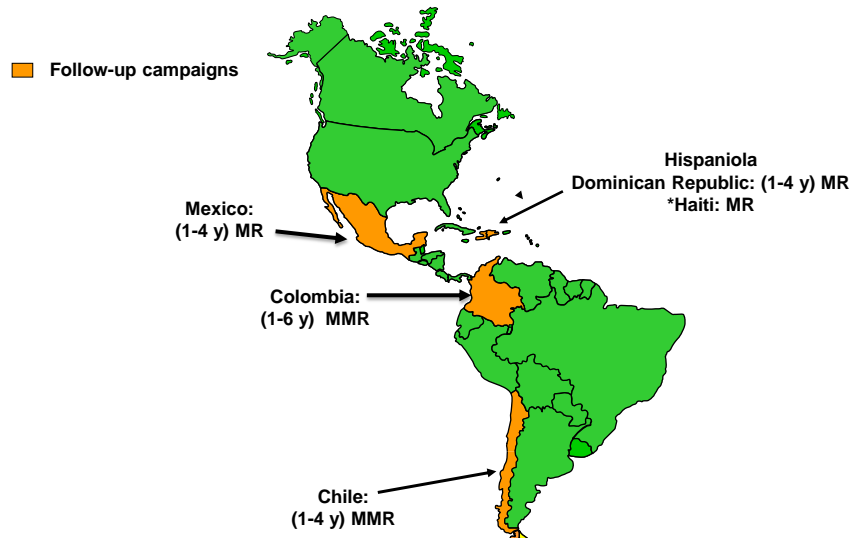 Follow-up campaigns
Hispaniola
Dominican Republic: (1-4 y) MR
*Haiti: MR
Mexico:
(1-4 y) MR
Colombia:
(1-6 y) MMR
Chile:
(1-4 y) MMR